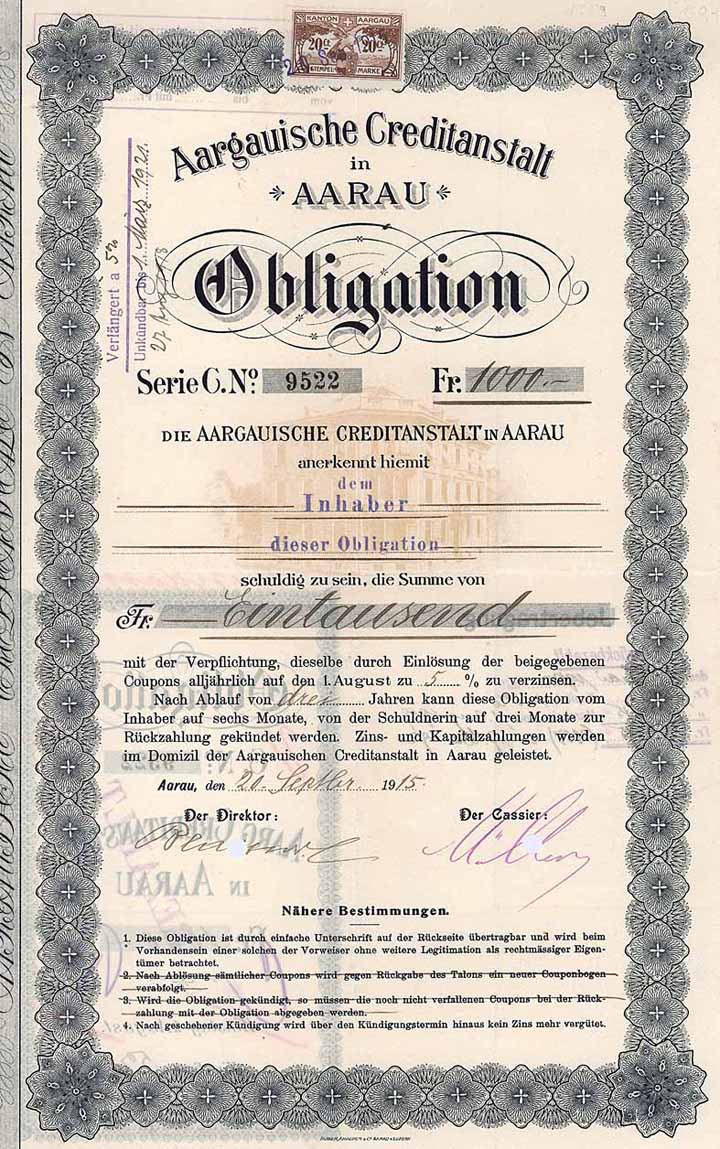 KANTON AARGAU
20c. 20c.
STEMPEL MARKE
Aargauische Creditanstalt
in
AARAU
Obligation
Verlängert a 5%
Unkündbar bis 1. März 1921.
27 Aug 1918
Serie C. No. 9522 Fr. 1000.-
DIE AARGAUISCHE CREDITANSTALT IN AARAU
anerkennt hiemit
dem
Inhaber
dieser Obligation
schuldig zu sein, die Summe von
Fr. Eintausend
mit der Verpflichtung, dieselbe durch Einlösung der beigegebenen
Coupons alljährlich auf den 1. August zu 5 % zu verzinsen.
Nach Ablauf von drei Jahren kann diese Obligation vom
Inhaber auf sechs Monate, von der Schuldnerin auf drei Monate zur
Rückzahlung gekündet werden. Zins- und Kapitalzahlungen werden
im Domizil der Aargauischen Creditanstalt in Aarau geleistet.
Aarau, den 20. Septbr. 1915.
Der Direktor: Der Cassier:
Nähere Bestimmungen.
1. Diese Obligation ist durch einfache Unterschrift auf der Rückseite übertragbar und wird beim
Vorhandensein einer solchen der Vorweiser ohne weitere Legitimation als rechtmässiger Eigen-
tümer betrachtet.
2. Nach Ablösung sämtlicher Coupons wird gegen Rückgabe des Talons ein neuer Couponbogen
verabfolgt.
3. Wird die Obligation gekündigt, so müssen die noch nicht verfallenen Coupons bei der Rück-
zahlung mit der Obligation abgegeben werden.
4. Nach geschehener Kündigung wird über den Kündigungstermin hinaus kein Zins mehr vergütet.